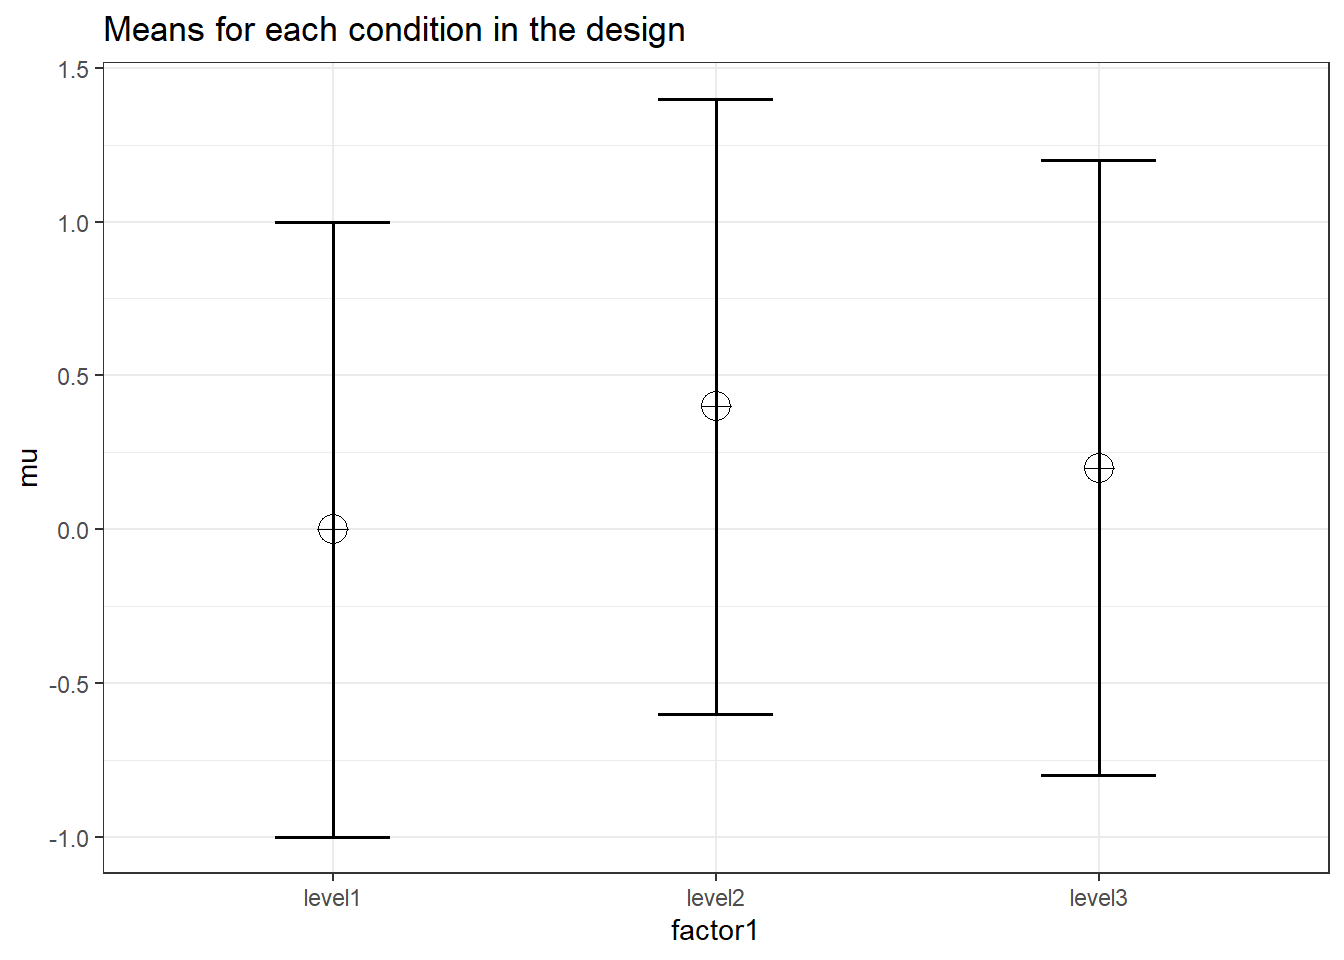 Means for each condition in the design
1.5
1.0
0.5
0.0
-0.5
-1.0
mu
level1 level2 level3
factor1